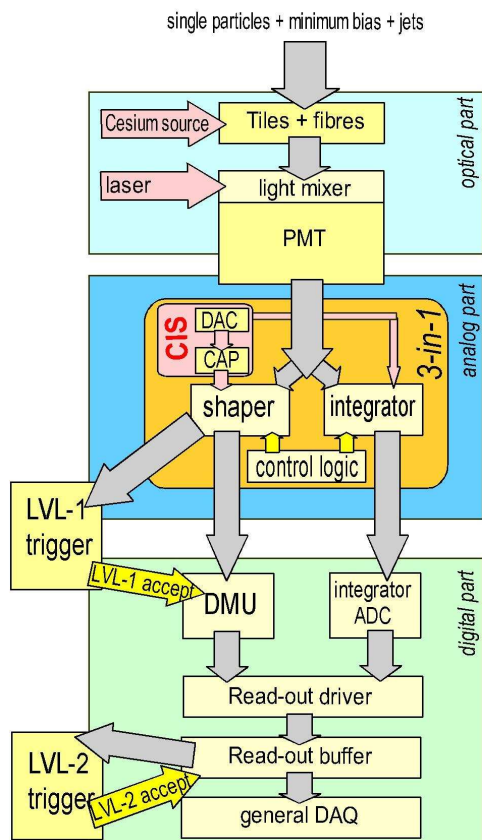 single particles + minimum bias + jets
Cesium source
Tiles + fibres
optical part
laser
light mixer
PMT
CIS
DAC
CAP
3-in-1
analog part
shaper
integrator
control logic
LVL-1
trigger
LVL-1 accept
DMU
integrator
ADC
digital part
Read-out driver
LVL-2
trigger
Read-out buffer
LVL-2 accept
general DAQ